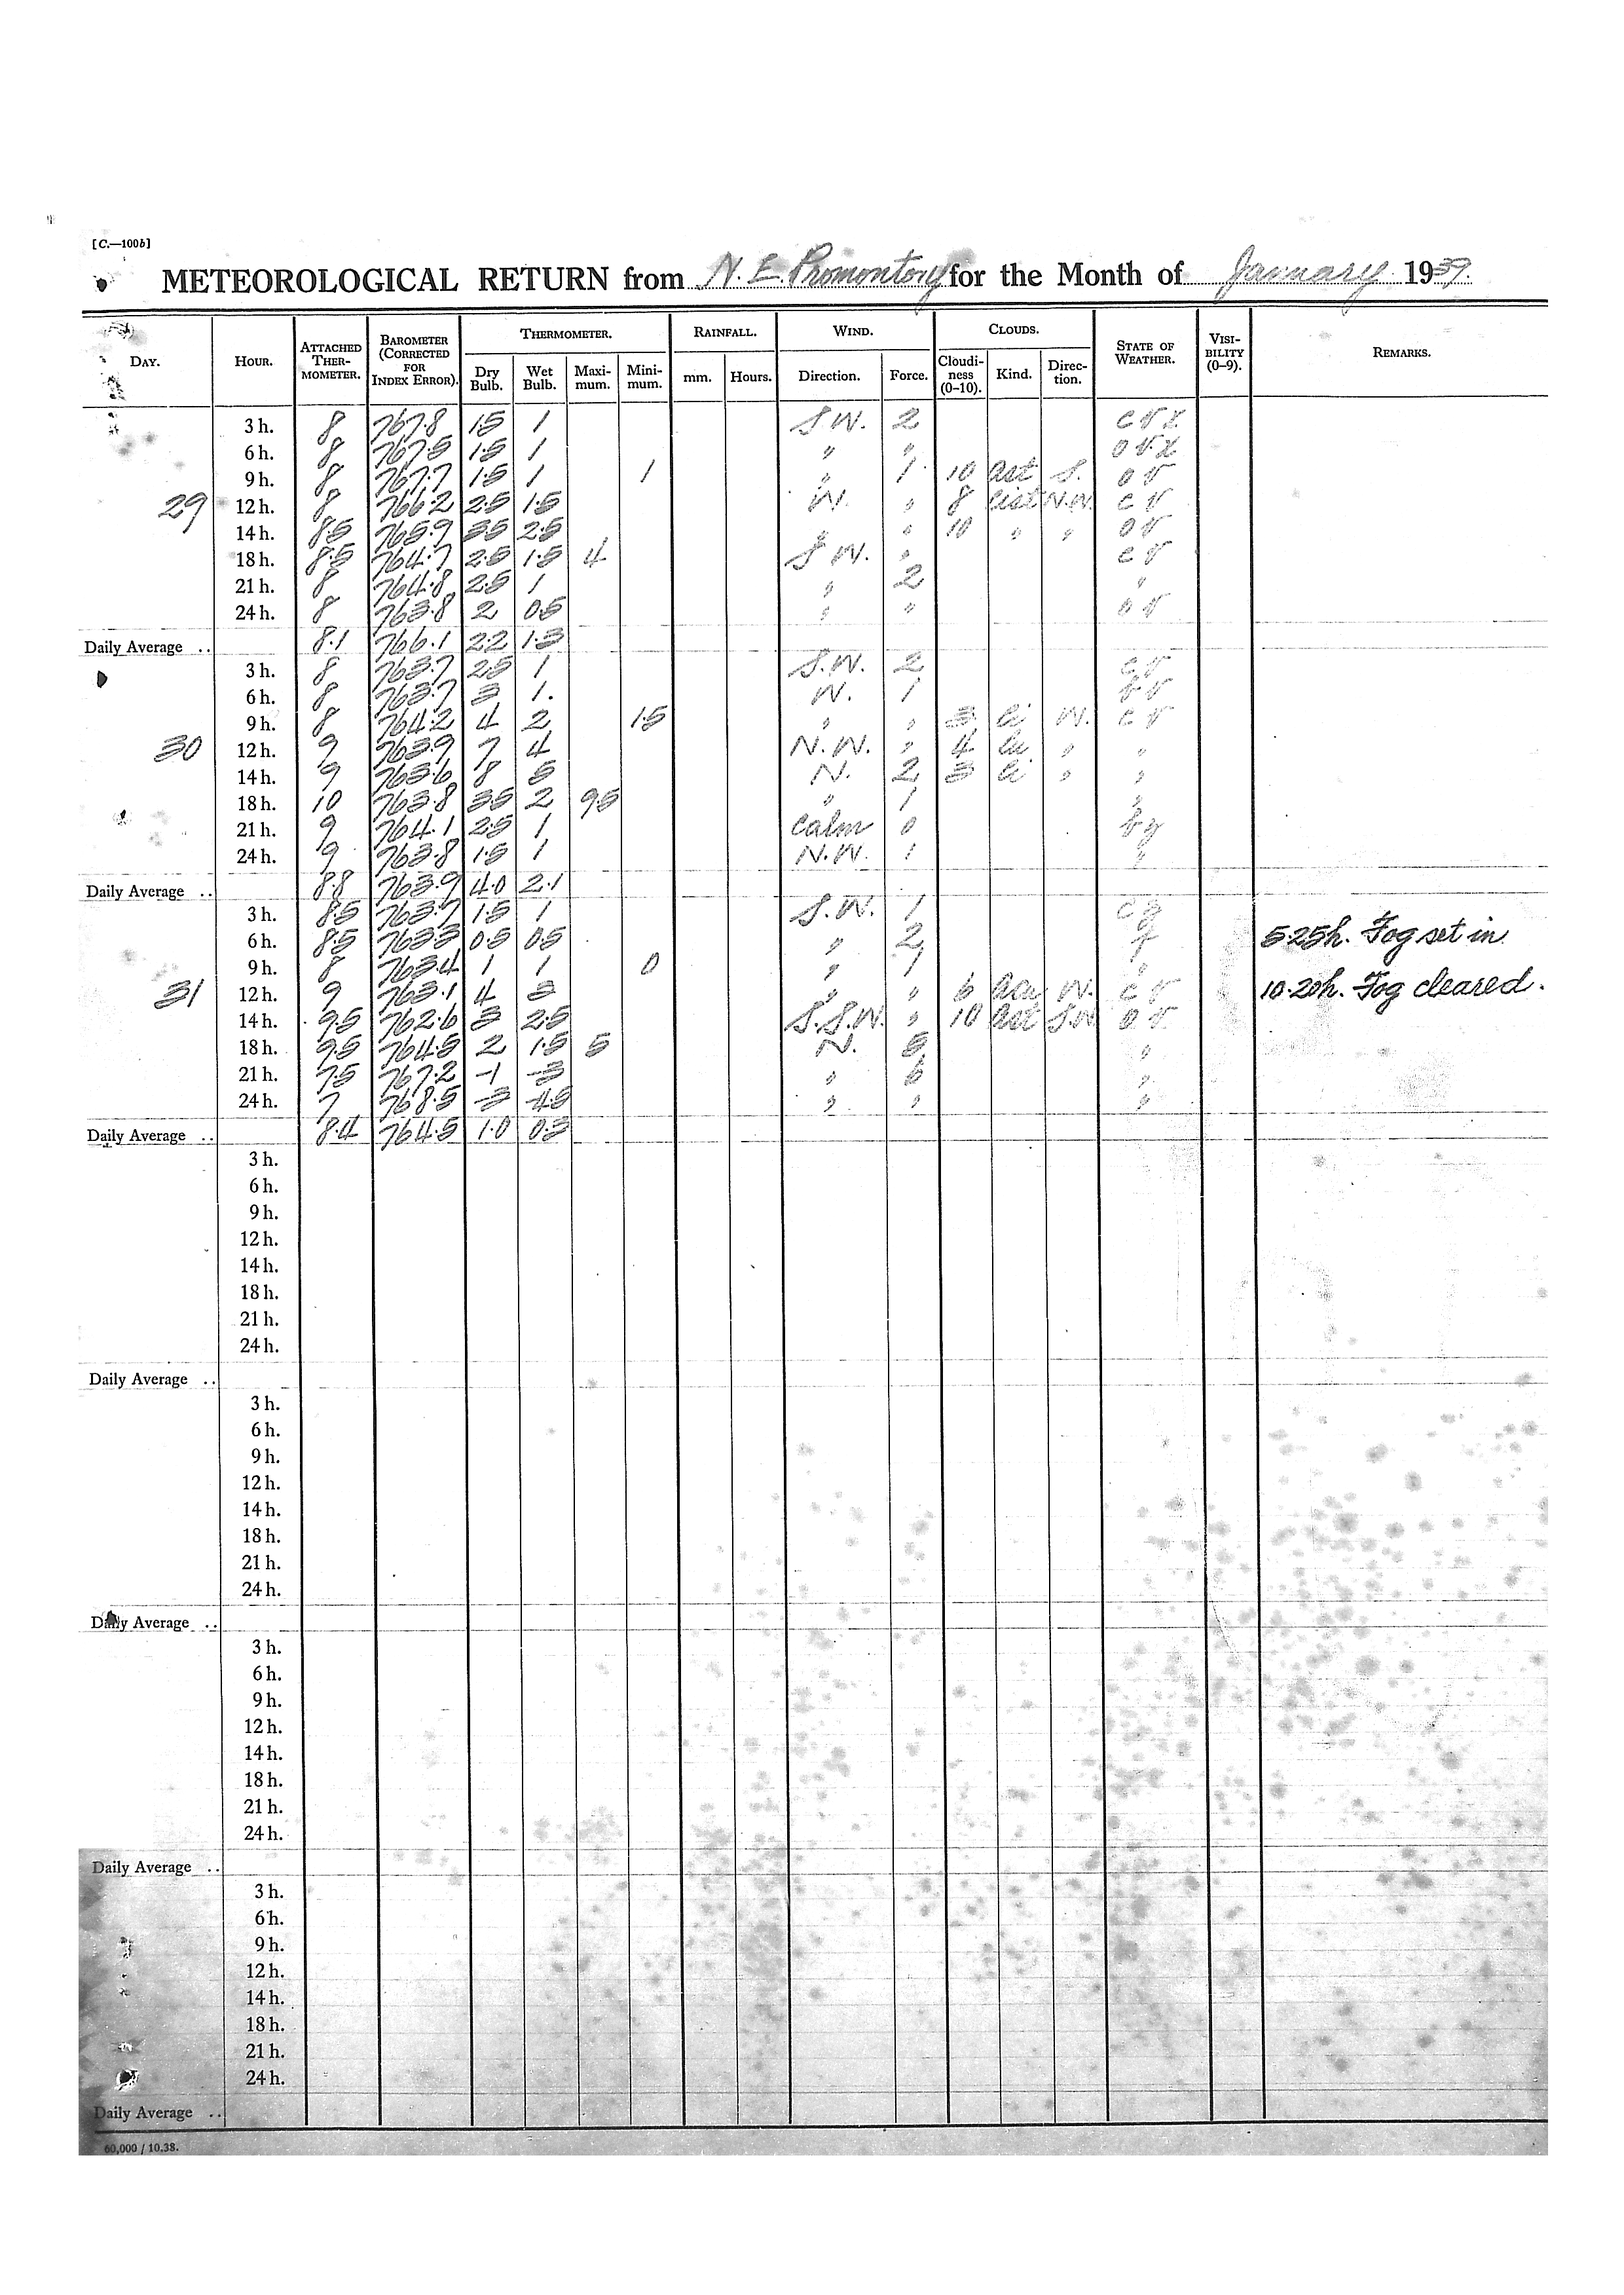 [C.—100b]
METEOROLOGICAL RETURN from N. E. Promontory for the Month of January 1939.
DAY. HOUR. ATTACHED THER-MOMETER. BAROMETER (CORRECTED FOR INDEX ERROR). THERMOMETER. RAINFALL. WIND. CLOUDS. STATE OF WEATHER. VISI-BILITY (0–9). REMARKS.
Dry Bulb. Wet Bulb. Maxi-mum. Mini-mum. mm. Hours. Direction. Force. Cloudi-ness (0–10). Kind. Direc-tion.
3 h. 8 767.8 1.5 1 S W. 2 c v z
6 h. 8 767.5 1.5 1 " " o v z
9 h. 8 767.7 1.5 1 1 " 1 10 ast S. o v
29 12 h. 8 766.2 2.5 1.5 W. " 8 cist N.W. c v
14 h. 8.5 765.9 3.5 2.5 " " 10 " " o v
18 h. 8.5 764.7 2.5 1.5 4 S W. " c v
21 h. 8 764.8 2.5 1 " 2 "
24 h. 8 763.8 2 0.5 " " o v
Daily Average .. 8.1 766.1 2.2 1.3
3 h. 8 763.7 2.5 1 S.W. 2 c v
6 h. 8 763.7 3 1. W. 1 b v
9 h. 8 764.2 4 2 1.5 " " 3 ci W. c v
30 12 h. 9 763.9 7 4 N.W. " 4 cu " "
14 h. 9 763.6 8 5 N. 2 3 ci " "
18 h. 10 763.8 3.5 2 9.5 " 1 "
21 h. 9 764.1 2.5 1 Calm 0 b
24 h. 9 763.8 1.5 1 N.W. 1 "
Daily Average .. 8.8 763.9 4.0 2.1
3 h. 8.5 763.7 1.5 1 S.W. 1 c
6 h. 8.5 763.3 0.5 0.5 " 2 f 5.25h. Fog set in
9 h. 8 763.4 1 1 0 " 1 "
31 12 h. 9 763.1 4 3 " " 6 acu W. c v 10.20h. Fog cleared.
14 h. 9.5 762.6 3 2.5 S.S.W. " 10 ast S.W. o v
18 h. 9.5 764.5 2 1.5 5 N. 5 "
21 h. 7.5 767.2 -1 -3 " 6 "
24 h. 7 768.5 -3 -4.5 " " "
Daily Average .. 8.4 764.5 1.0 0.3
3 h.
6 h.
9 h.
12 h.
14 h.
18 h.
21 h.
24 h.
Daily Average ..
3 h.
6 h.
9 h.
12 h.
14 h.
18 h.
21 h.
24 h.
Daily Average ..
3 h.
6 h.
9 h.
12 h.
14 h.
18 h.
21 h.
24 h.
Daily Average ..
3 h.
6 h.
9 h.
12 h.
14 h.
18 h.
21 h.
24 h.
Daily Average ..
60,000 / 10.38.